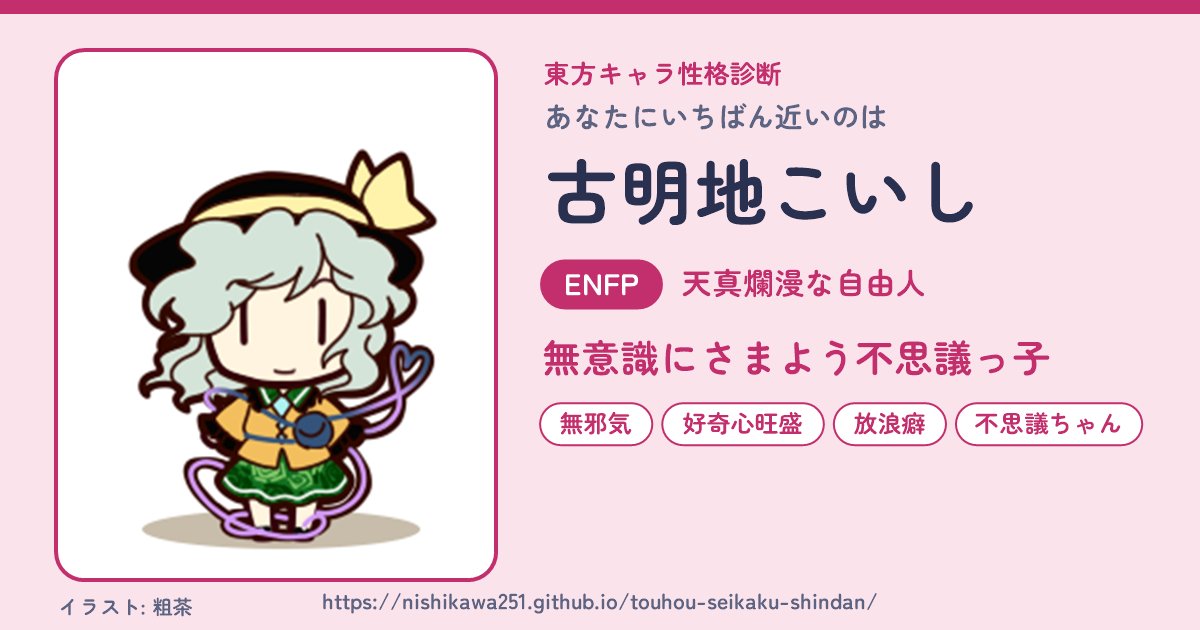 東方キャラ性格診断
あなたにいちばん近いのは
古明地こいし
ENFP 天真爛漫な自由人
無意識にさまよう不思議っ子
無邪気 好奇心旺盛 放浪癖 不思議ちゃん
イラスト: 粗茶 https://nishikawa251.github.io/touhou-seikaku-shindan/